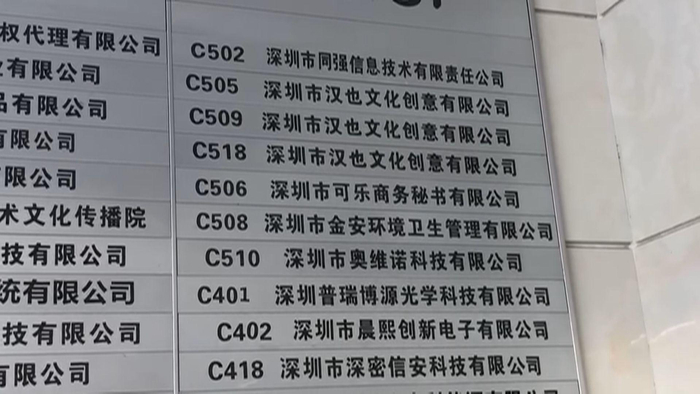 权代理有限公司
有限公司
品有限公司
有限公司
有限公司
术文化传播院
技有限公司
统有限公司
技有限公司
有限公司
C502 深圳市同强信息技术有限责任公司
C505 深圳市汉也文化创意有限公司
C509 深圳市汉也文化创意有限公司
C518 深圳市汉也文化创意有限公司
C506 深圳市可乐商务秘书有限公司
C508 深圳市金安环境卫生管理有限公司
C510 深圳市奥维诺科技有限公司
C401 深圳普瑞博源光学科技有限公司
C402 深圳市晨熙创新电子有限公司
C418 深圳市深密信安科技有限公司